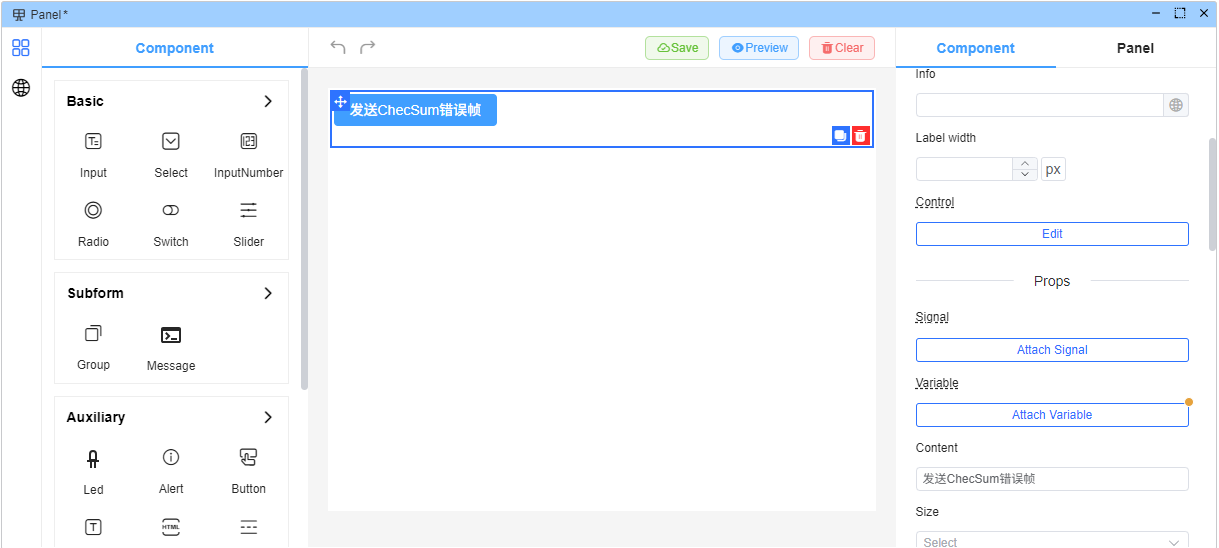 Panel*
Component
Save
Preview
Clear
Component
Panel
Basic
Input
Select
InputNumber
Radio
Switch
Slider
Subform
Group
Message
Auxiliary
Led
Alert
Button
HTML
发送ChecSum错误帧
Info
Label width
px
Control
Edit
Props
Signal
Attach Signal
Variable
Attach Variable
Content
发送ChecSum错误帧
Size
Select